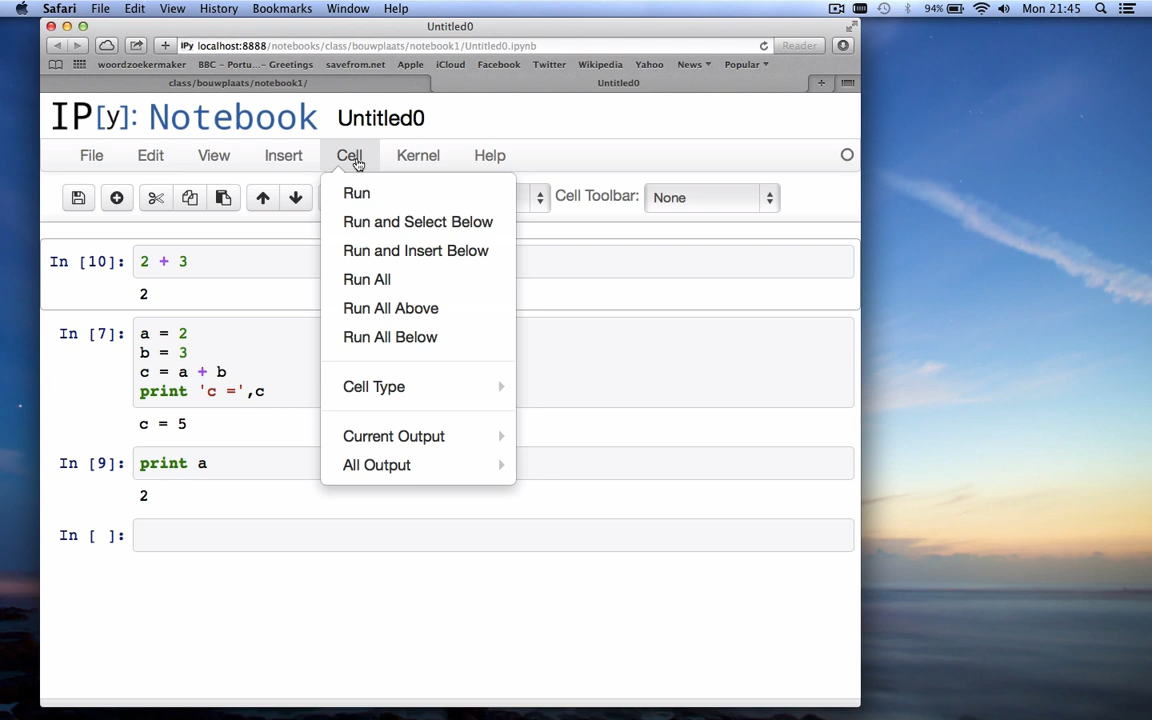 Safari File Edit View History Bookmarks Window Help 94% Mon 21:45
Untitled0
IPy localhost:8888/notebooks/class/bouwplaats/notebook1/Untitled0.ipynb Reader
woordzoekermaker BBC – Portu...– Greetings savefrom.net Apple iCloud Facebook Twitter Wikipedia Yahoo News Popular
class/bouwplaats/notebook1/ Untitled0
IP[y]: Notebook Untitled0
File Edit View Insert Cell Kernel Help
Cell Toolbar: None
Run
Run and Select Below
Run and Insert Below
Run All
Run All Above
Run All Below
Cell Type
Current Output
All Output
In [10]: 2 + 3
2
In [7]: a = 2
b = 3
c = a + b
print 'c =',c
c = 5
In [9]: print a
2
In [ ]: